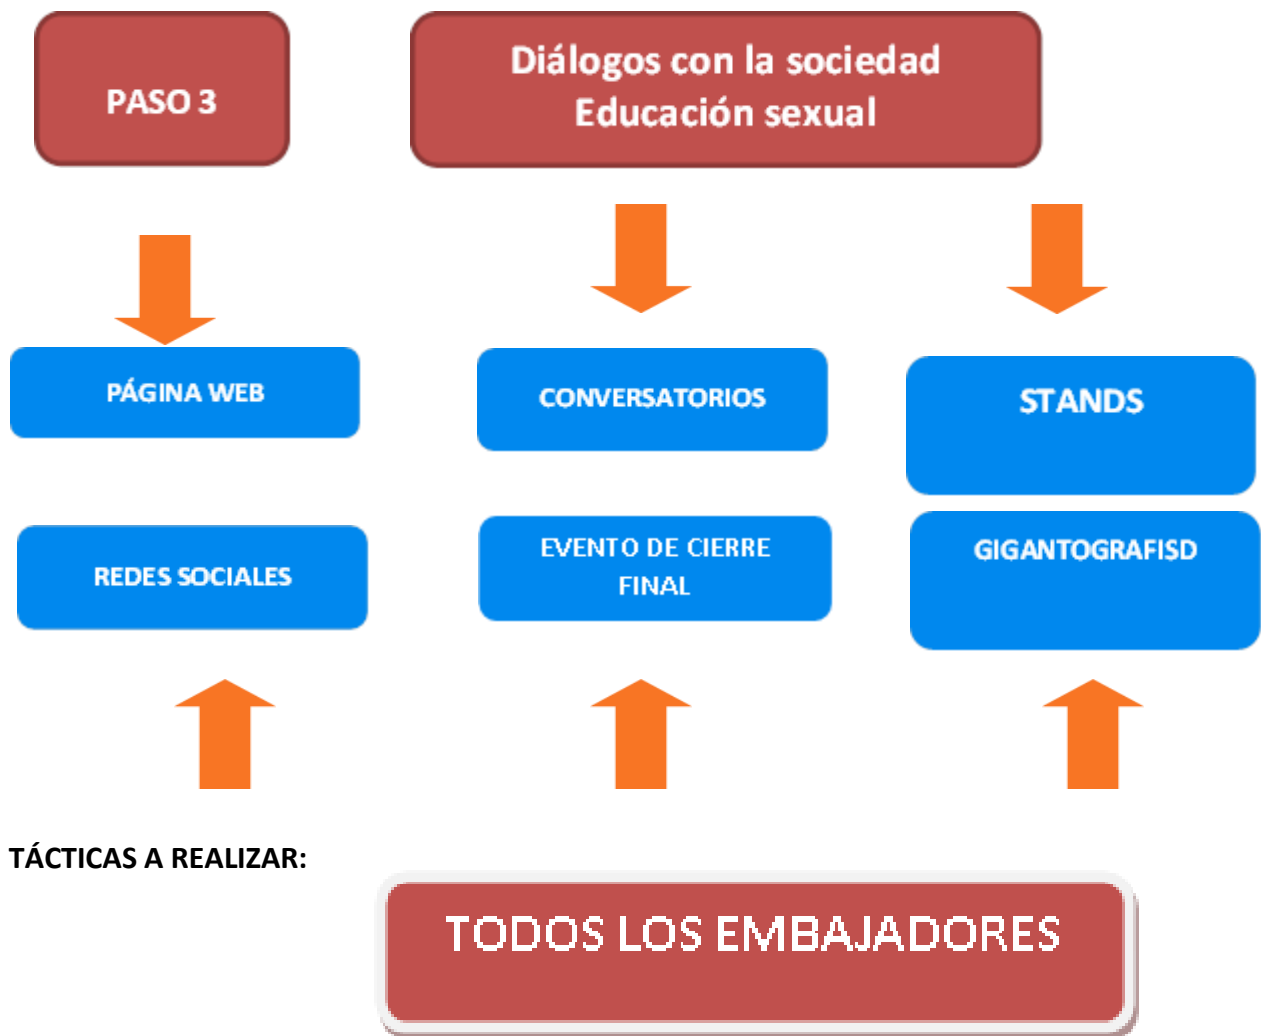 PASO 3
Diálogos con la sociedad
Educación sexual
PÁGINA WEB
CONVERSATORIOS
STANDS
REDES SOCIALES
EVENTO DE CIERRE
FINAL
GIGANTOGRAFISD
TÁCTICAS A REALIZAR:
TODOS LOS EMBAJADORES